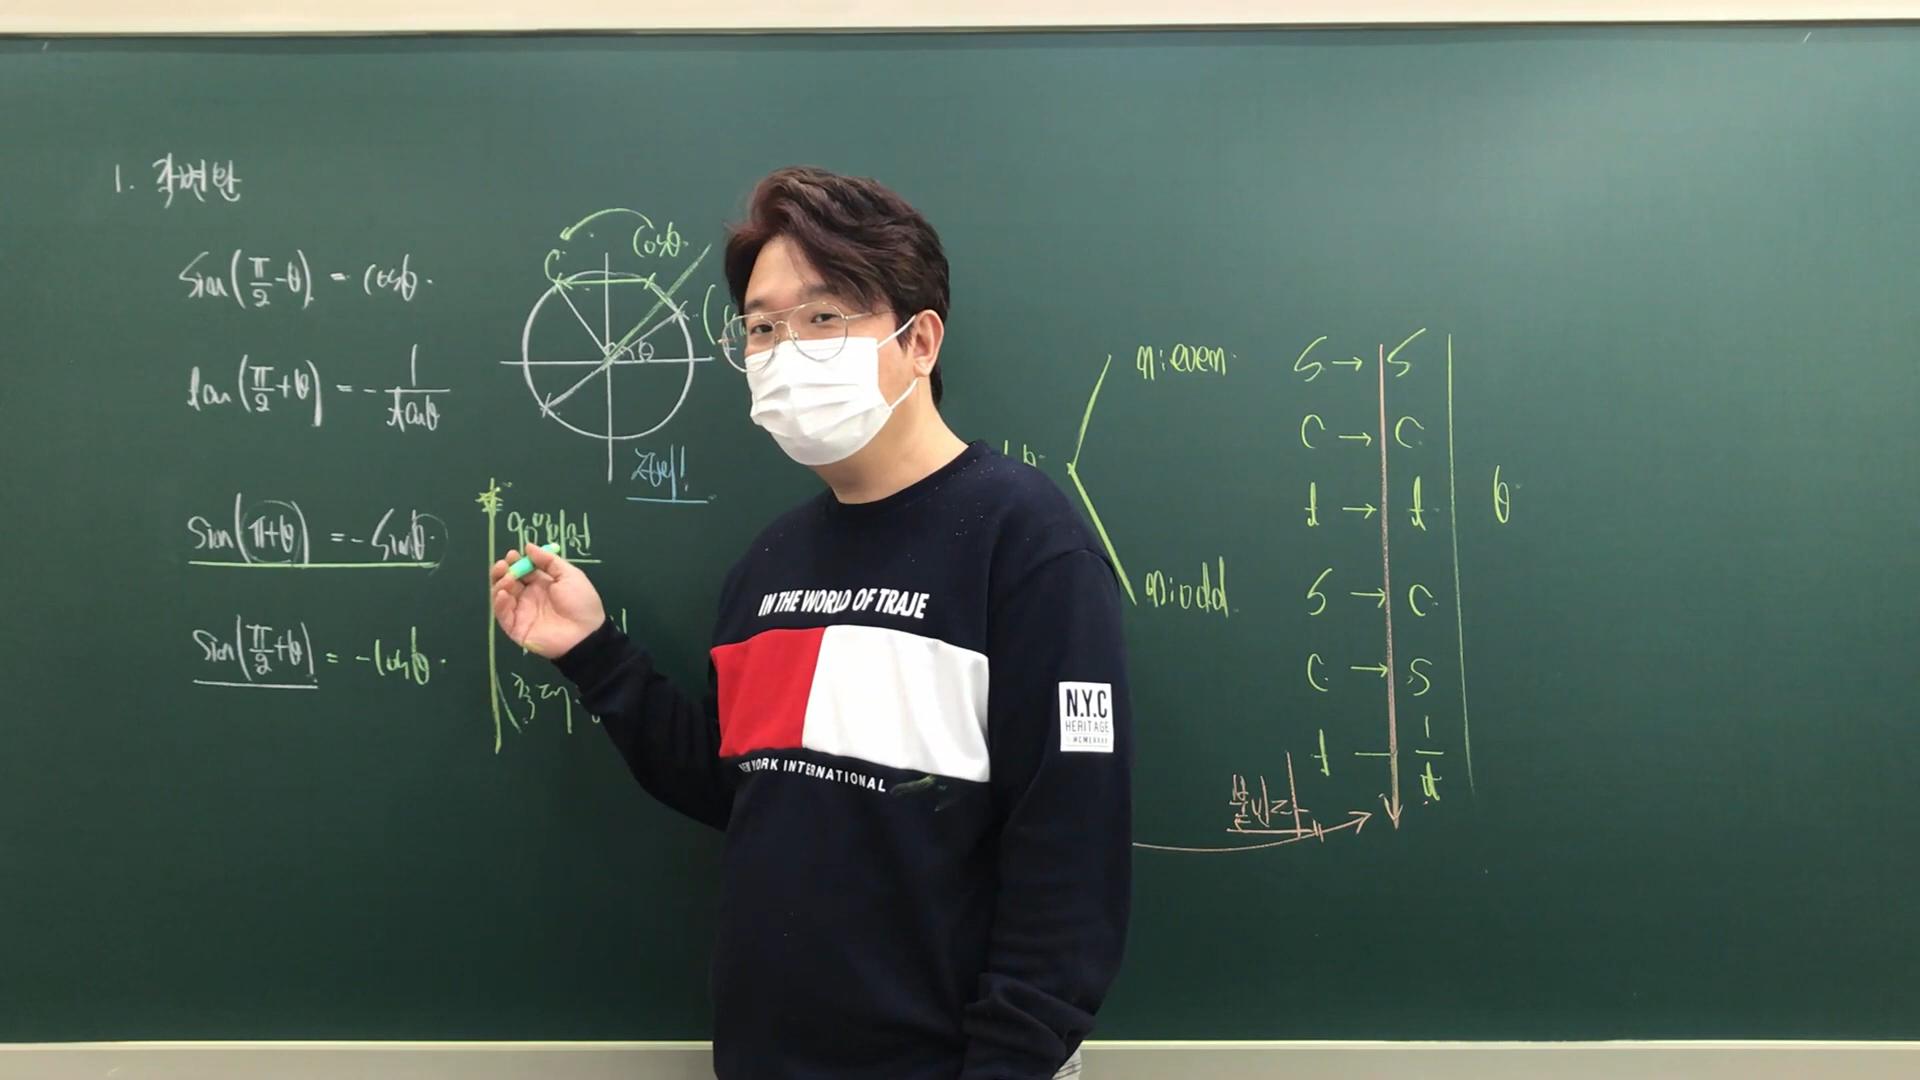 1. 각변환
Sin(π/2-θ) = cosθ.
tan(π/2+θ) = - 1/tanθ
Sin(π+θ) = - Sinθ.
Sin(π/2+θ) = -cosθ.
cosθ.
θ
IN THE WORLD OF TRAJE
YORK INTERNATIONAL
N.Y.C
HERITAGE
n:even.
S → S
C → C
t → t
θ
n:odd
S → C
C → S
t → 1/t